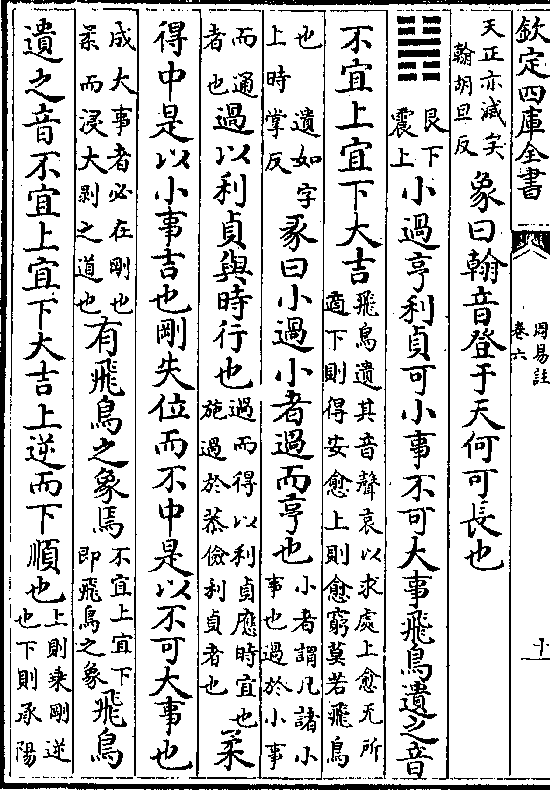 欽定四庫全書
周易註
卷六
十一
天正亦滅矣
翰胡旦反
象曰翰音登于天何可長也
䷽
艮下
震上
小過亨利貞可小事不可大事飛鳥遺之音
不宜上宜下大吉
飛鳥遺其音聲哀以求處上愈无所
適下則得安愈上則愈窮莫若飛鳥
也遺如字
上時掌反
彖曰小過小者過而亨也
小者謂凡諸小
事也過於小事
而通
者也
過以利貞與時行也
過而得以利貞應時宜也
施過於恭儉利貞者也
柔
得中是以小事吉也剛失位而不中是以不可大事也
成大事者必在剛也
柔而浸大剥之道也
有飛鳥之象焉
不宜上宜下
即飛鳥之象
飛鳥
遺之音不宜上宜下大吉上逆而下順也
上則乘剛逆
也下則承陽